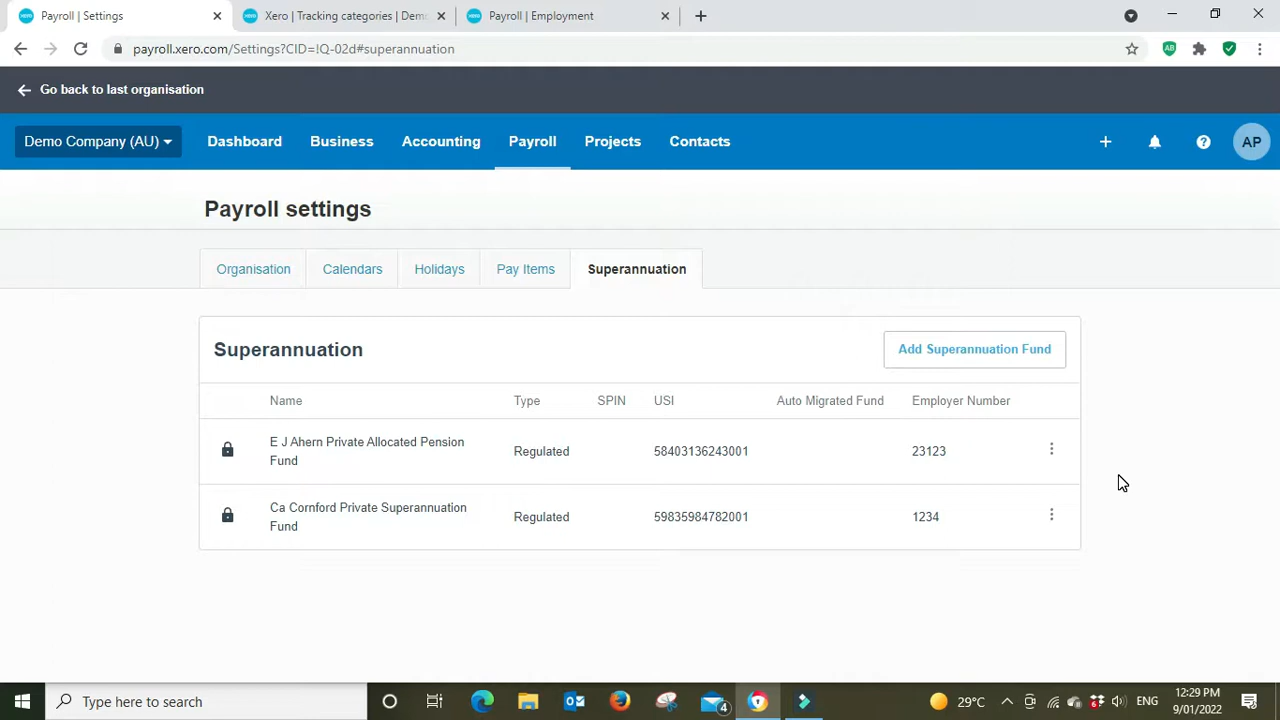 Payroll | Settings
Xero | Tracking categories | Demo
Payroll | Employment
payroll.xero.com/Settings?CID=!Q-02d#superannuation
AB
Go back to last organisation
Demo Company (AU)
Dashboard
Business
Accounting
Payroll
Projects
Contacts
AP
Payroll settings
Organisation
Calendars
Holidays
Pay Items
Superannuation
Superannuation
Add Superannuation Fund
Name
Type
SPIN
USI
Auto Migrated Fund
Employer Number
E J Ahern Private Allocated Pension
Fund
Regulated
58403136243001
23123
Ca Cornford Private Superannuation
Fund
Regulated
59835984782001
1234
Type here to search
4
29°C
ENG
12:29 PM
9/01/2022